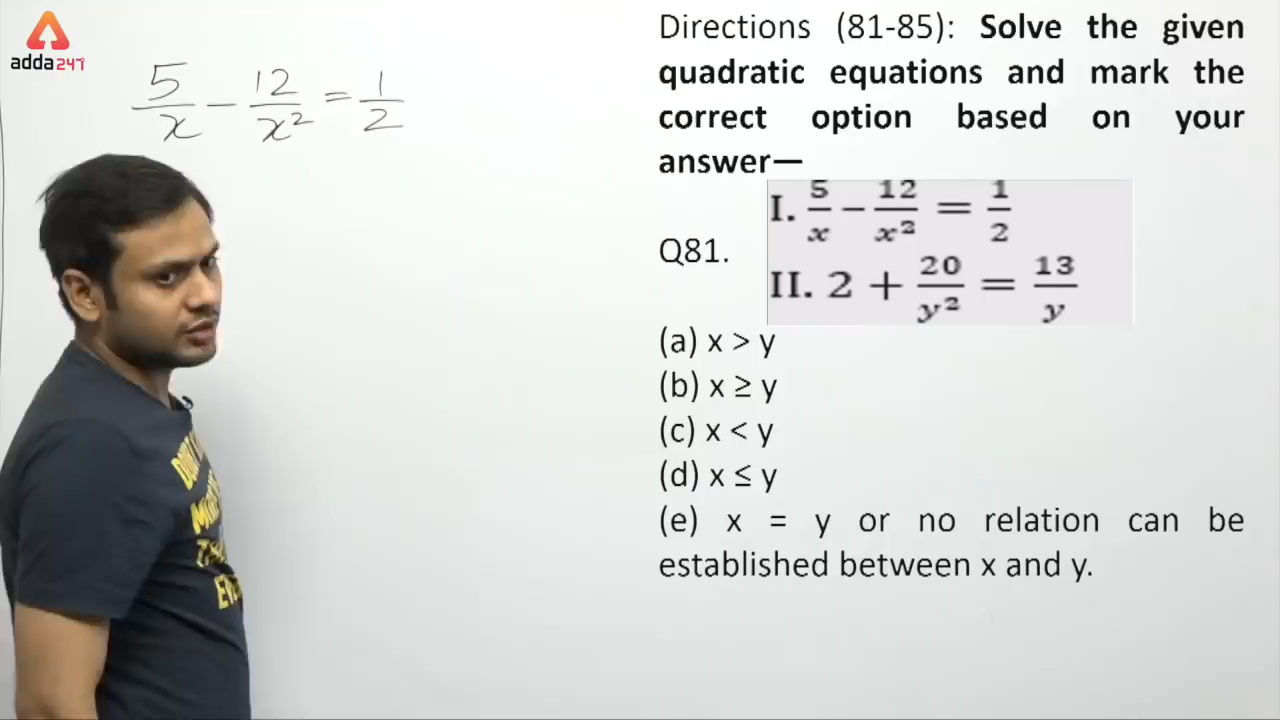 adda247
5/x - 12/x² = 1/2
Directions (81-85): Solve the given
quadratic equations and mark the
correct option based on your
answer—
Q81.
I. 5/x − 12/x² = 1/2
II. 2 + 20/y² = 13/y
(a) x > y
(b) x ≥ y
(c) x < y
(d) x ≤ y
(e) x = y or no relation can be
established between x and y.